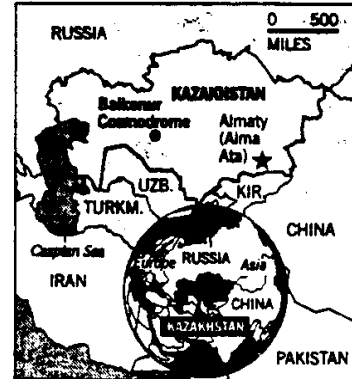 0 500
MILES
RUSSIA
KAZAKHSTAN
Baikonur
Cosmodrome
Almaty
(Alma
Ata)
UZB.
KIR.
TURKM.
CHINA
Caspian Sea
Europe
RUSSIA
Asia
IRAN
CHINA
KAZAKHSTAN
PAKISTAN